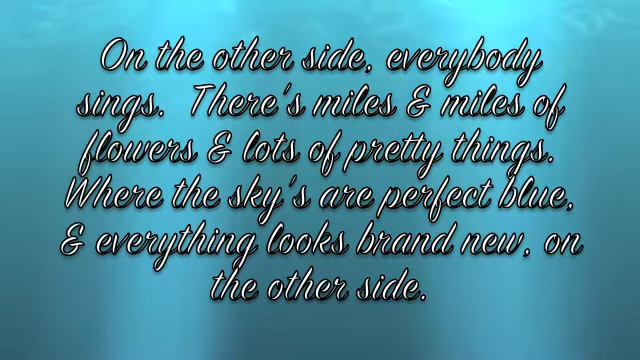 On the other side, everybody
sings.  There's miles & miles of
flowers & lots of pretty things.
Where the sky's are perfect blue,
& everything looks brand new, on
the other side.